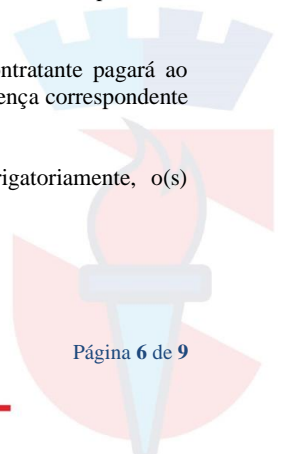 ntratante pagará ao
ença correspondente
rigatoriamente, o(s)
Página 6 de 9